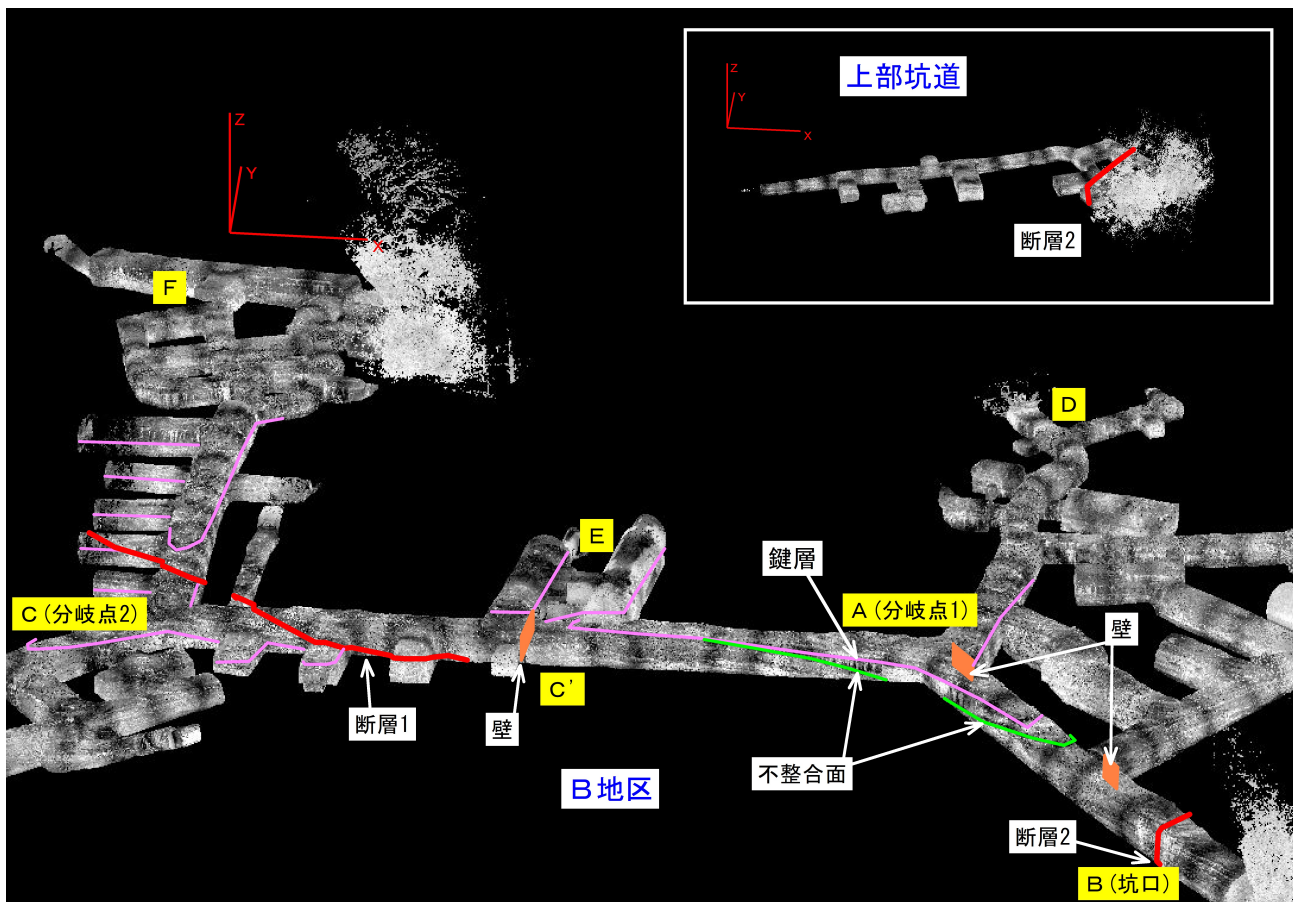 上部坑道
Z
Y
X
断層2
Z
Y
X
F
D
E
鍵層
A(分岐点1)
C(分岐点2)
壁
C'
断層1
壁
不整合面
B地区
断層2
B(坑口)